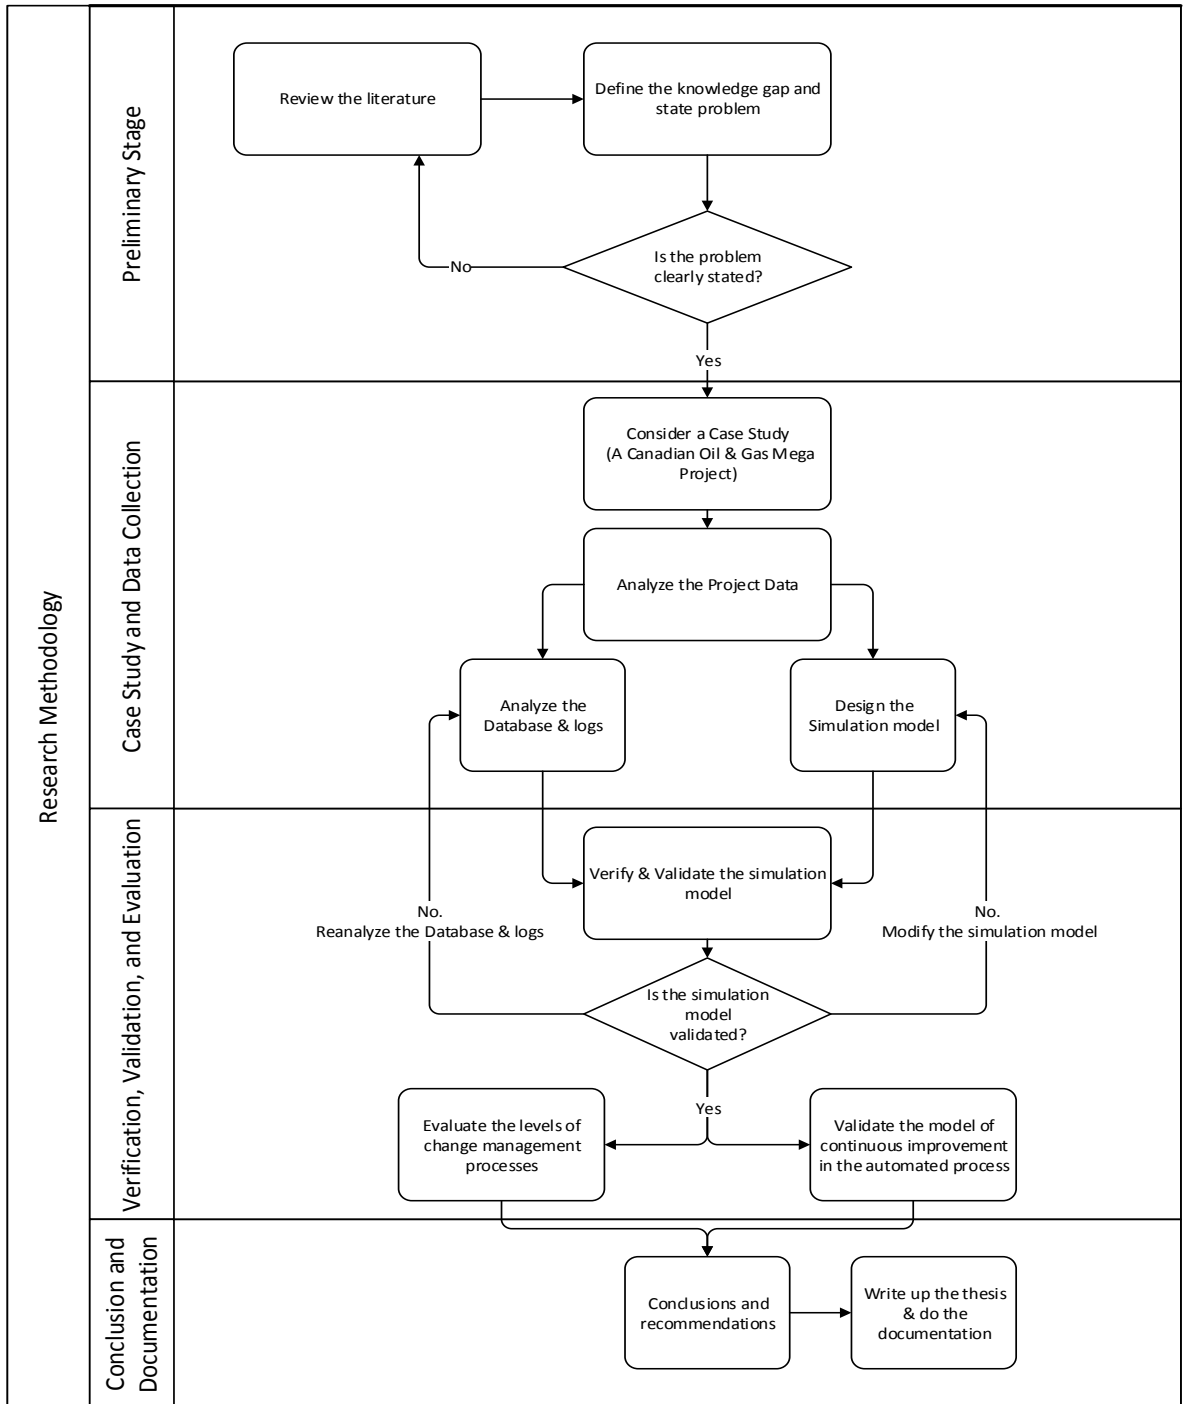 Research Methodology
Preliminary Stage
Review the literature
Define the knowledge gap and
state problem
Is the problem
clearly stated?
No
Yes
Case Study and Data Collection
Consider a Case Study
(A Canadian Oil & Gas Mega
Project)
Analyze the Project Data
Analyze the
Database & logs
Design the
Simulation model
Verification, Validation, and Evaluation
Verify & Validate the simulation
model
No.
Reanalyze the Database & logs
No.
Modify the simulation model
Is the simulation
model
validated?
Yes
Evaluate the levels of
change management
processes
Validate the model of
continuous improvement
in the automated process
Conclusion and
Documentation
Conclusions and
recommendations
Write up the thesis
& do the
documentation